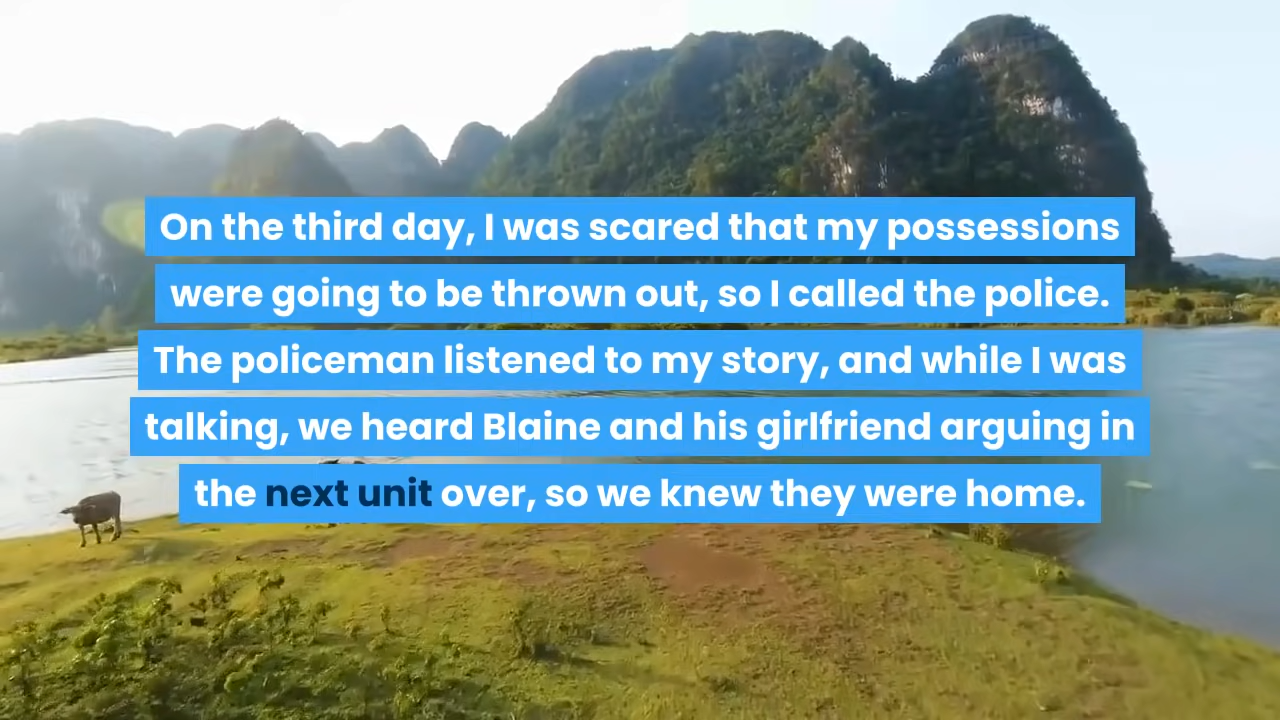 On the third day, I was scared that my possessions
were going to be thrown out, so I called the police.
The policeman listened to my story, and while I was
talking, we heard Blaine and his girlfriend arguing in
the next unit over, so we knew they were home.